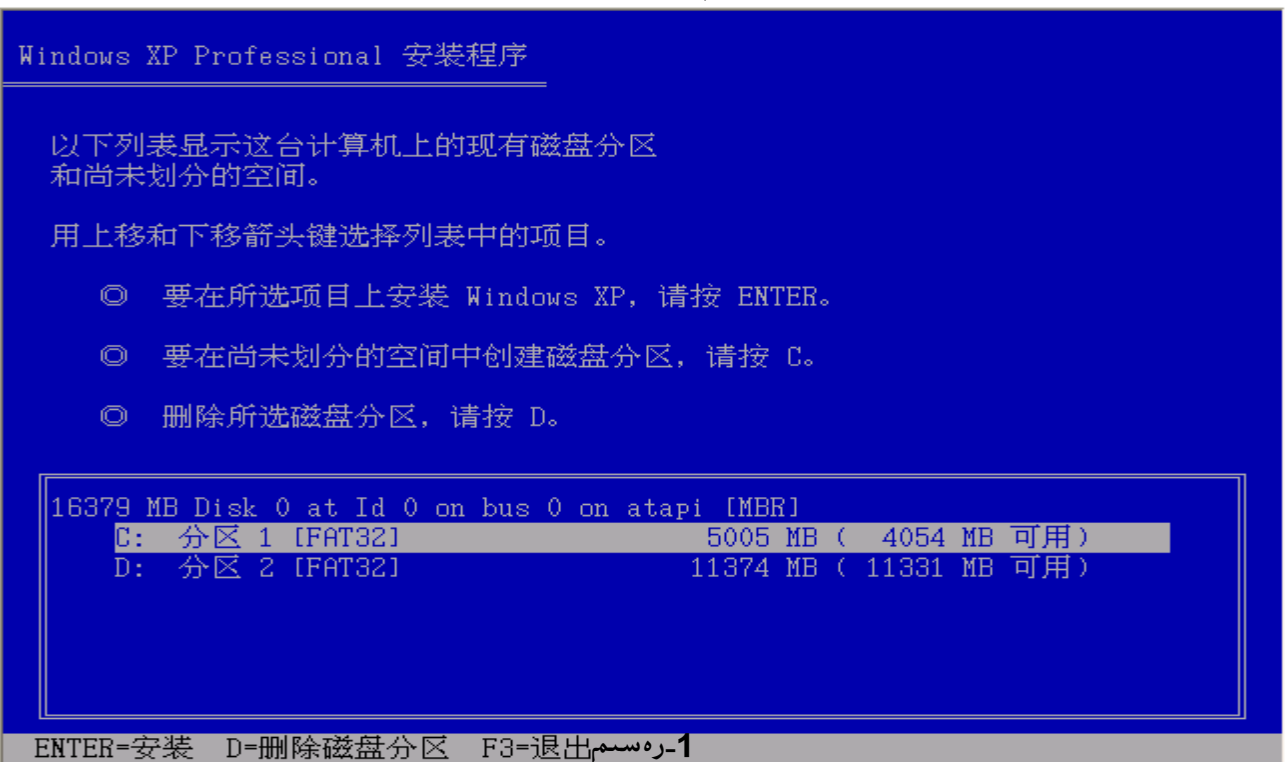 Windows XP Professional 安装程序
以下列表显示这台计算机上的现有磁盘分区
和尚未划分的空间。
用上移和下移箭头键选择列表中的项目。
◎ 要在所选项目上安装 Windows XP，请按 ENTER。
◎ 要在尚未划分的空间中创建磁盘分区，请按 C。
◎ 删除所选磁盘分区，请按 D。
16379 MB Disk 0 at Id 0 on bus 0 on atapi [MBR]
C: 分区 1 [FAT32] 5005 MB ( 4054 MB 可用)
D: 分区 2 [FAT32] 11374 MB ( 11331 MB 可用)
ENTER=安装 D=删除磁盘分区 F3=退出
1ـرەسىم